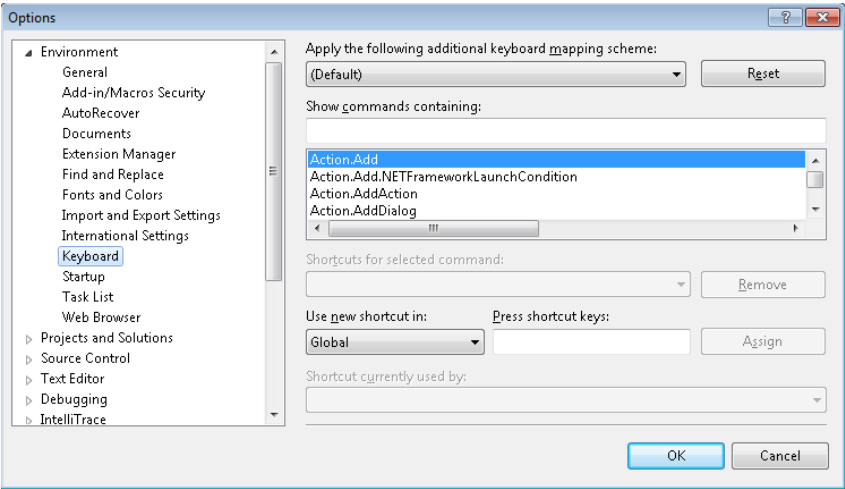 Options
Environment
General
Add-in/Macros Security
AutoRecover
Documents
Extension Manager
Find and Replace
Fonts and Colors
Import and Export Settings
International Settings
Keyboard
Startup
Task List
Web Browser
Projects and Solutions
Source Control
Text Editor
Debugging
IntelliTrace
Apply the following additional keyboard mapping scheme:
(Default)
Reset
Show commands containing:
Action.Add
Action.Add.NETFrameworkLaunchCondition
Action.AddAction
Action.AddDialog
Shortcuts for selected command:
Remove
Use new shortcut in:
Press shortcut keys:
Global
Assign
Shortcut currently used by:
OK
Cancel